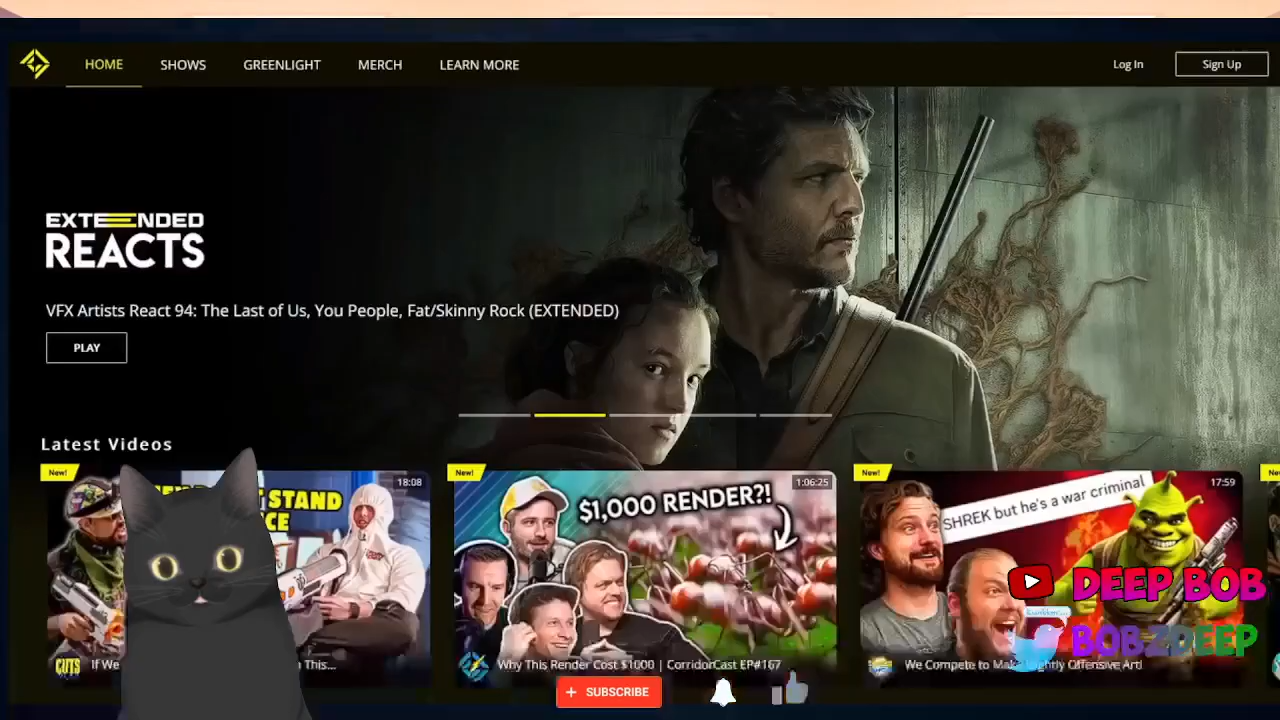 HOME SHOWS GREENLIGHT MERCH LEARN MORE Log In Sign Up
EXTENDED
REACTS
VFX Artists React 94: The Last of Us, You People, Fat/Skinny Rock (EXTENDED)
PLAY
Latest Videos
New! New! New!
18:08 1:06:25 17:59
STAND
$1,000 RENDER?!
SHREK but he's a war criminal
DEEP BOB
BOBZDEEP
CUTS If We
This...
Why This Render Cost $1000 | CorridorCast EP#167
We Compete to Make Slightly Offensive Art!
+ SUBSCRIBE